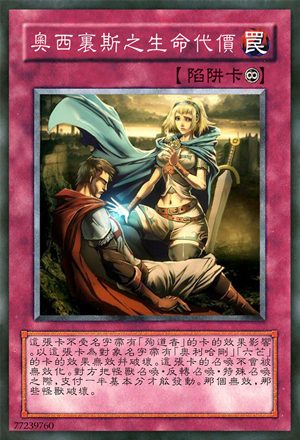 奧西裏斯之生命代價 罠
【陷阱卡】
這張卡不受名字帶有「殉道者」的卡的效果影響
。以這張卡為對象名字帶有「奧利哈剛」「六芒」
的卡的效果無效并破壞。這張卡的召喚不會被
無效化。對方把怪獸召喚·反轉召喚·特殊召喚
之際,支付一半基本分才能發動。那個無效,那
些怪獸破壞。
77239760